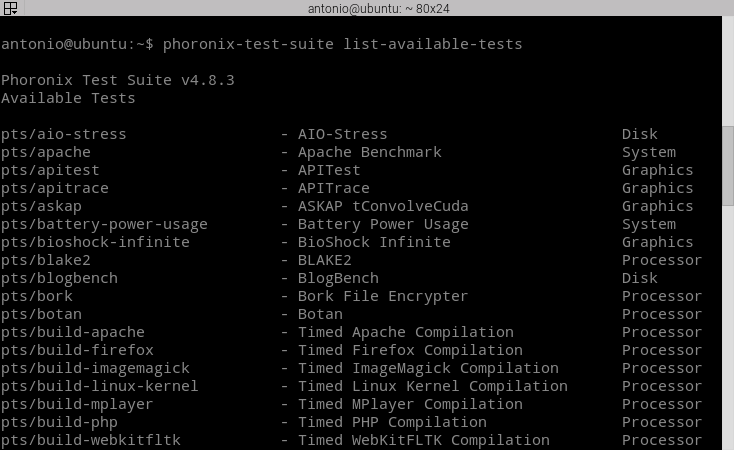 antonio@ubuntu: ~ 80x24
antonio@ubuntu:~$ phoronix-test-suite list-available-tests
Phoronix Test Suite v4.8.3
Available Tests
pts/aio-stress - AIO-Stress Disk
pts/apache - Apache Benchmark System
pts/apitest - APITest Graphics
pts/apitrace - APITrace Graphics
pts/askap - ASKAP tConvolveCuda Graphics
pts/battery-power-usage - Battery Power Usage System
pts/bioshock-infinite - BioShock Infinite Graphics
pts/blake2 - BLAKE2 Processor
pts/blogbench - BlogBench Disk
pts/bork - Bork File Encrypter Processor
pts/botan - Botan Processor
pts/build-apache - Timed Apache Compilation Processor
pts/build-firefox - Timed Firefox Compilation Processor
pts/build-imagemagick - Timed ImageMagick Compilation Processor
pts/build-linux-kernel - Timed Linux Kernel Compilation Processor
pts/build-mplayer - Timed MPlayer Compilation Processor
pts/build-php - Timed PHP Compilation Processor
pts/build-webkitfltk - Timed WebKitFLTK Compilation Processor